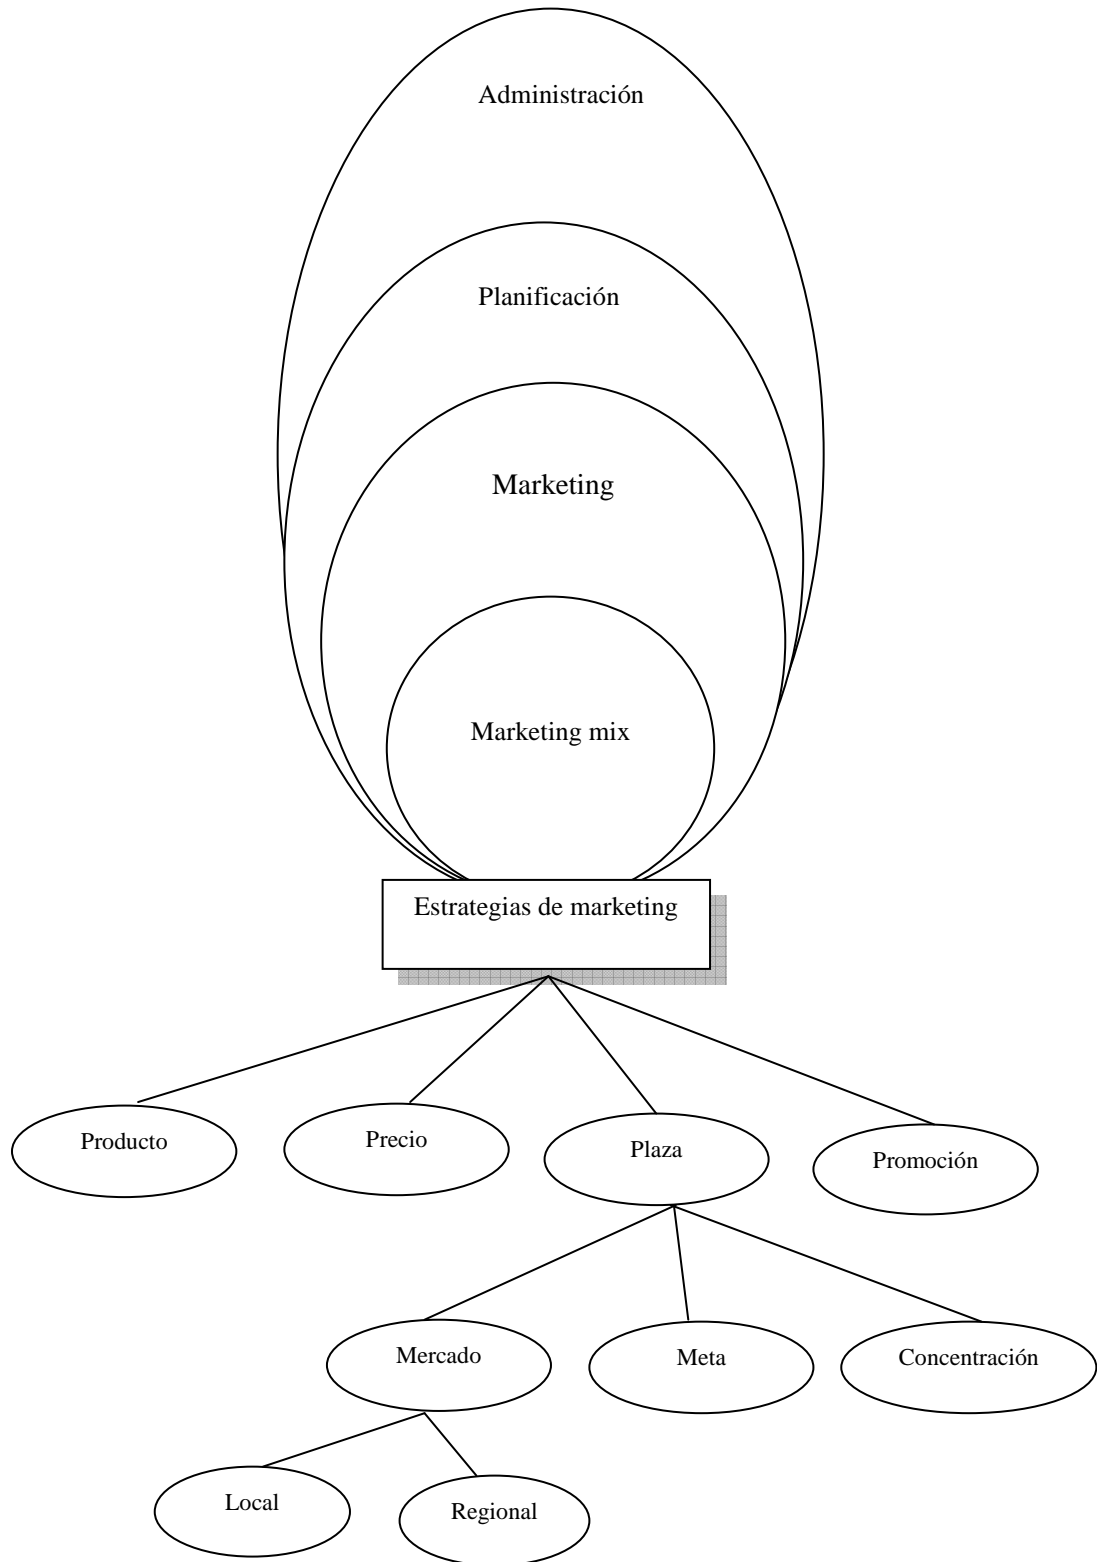 Administración
Planificación
Marketing
Marketing mix
Estrategias de marketing
Producto
Precio
Plaza
Promoción
Mercado
Meta
Concentración
Local
Regional